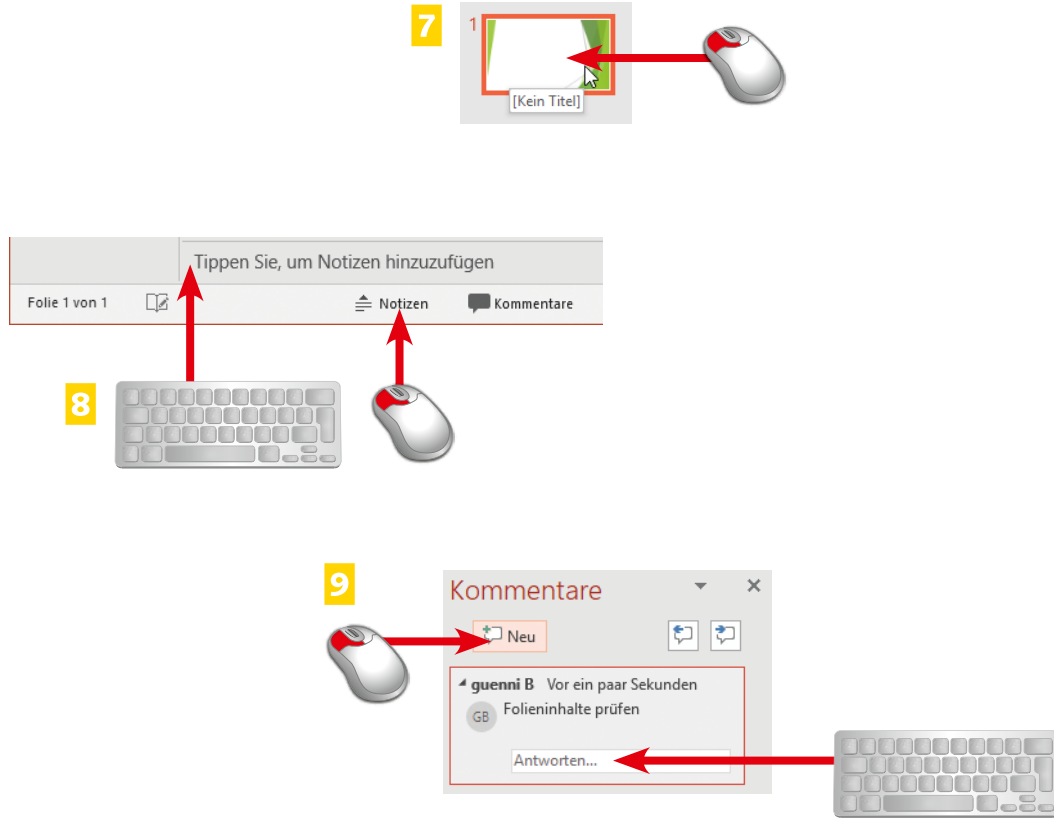 7
1
[Kein Titel]
Tippen Sie, um Notizen hinzuzufügen
Folie 1 von 1 Notizen Kommentare
8
9
Kommentare
Neu
guenni B Vor ein paar Sekunden
GB Folieninhalte prüfen
Antworten...